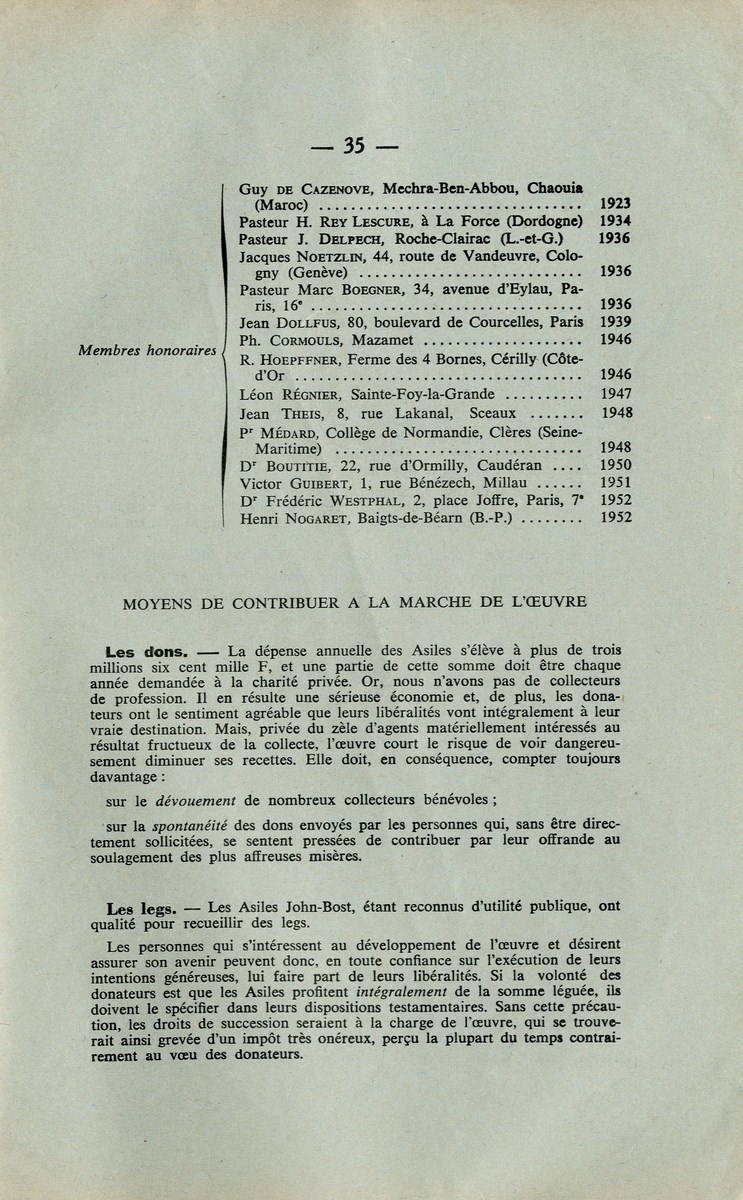 — 35 —
Guy DE CAZENOVE, Mechra-Ben-Abbou, Chaouia
(Maroc) ................................. 1923
Pasteur H. REY LESCURE, à La Force (Dordogne) 1934
Pasteur J. DELPECH, Roche-Clairac (L.-et-G.) 1936
Jacques NOETZLIN, 44, route de Vandeuvre, Colo-
gny (Genève) ............................ 1936
Pasteur Marc BOEGNER, 34, avenue d'Eylau, Pa-
ris, 16e .................................. 1936
Jean DOLLFUS, 80, boulevard de Courcelles, Paris 1939
Ph. CORMOULS, Mazamet .................... 1946
Membres honoraires
R. HOEPFFNER, Ferme des 4 Bornes, Cérilly (Côte-
d'Or .................................... 1946
Léon RÉGNIER, Sainte-Foy-la-Grande .......... 1947
Jean THEIS, 8, rue Lakanal, Sceaux ....... 1948
Pr MÉDARD, Collège de Normandie, Clères (Seine-
Maritime) ............................... 1948
Dr BOUTITIE, 22, rue d'Ormilly, Caudéran .... 1950
Victor GUIBERT, 1, rue Bénézech, Millau ...... 1951
Dr Frédéric WESTPHAL, 2, place Joffre, Paris, 7e 1952
Henri NOGARET, Baigts-de-Béarn (B.-P.) ........ 1952
MOYENS DE CONTRIBUER A LA MARCHE DE L'ŒUVRE
Les dons. — La dépense annuelle des Asiles s'élève à plus de trois
millions six cent mille F, et une partie de cette somme doit être chaque
année demandée à la charité privée. Or, nous n'avons pas de collecteurs
de profession. Il en résulte une sérieuse économie et, de plus, les dona-
teurs ont le sentiment agréable que leurs libéralités vont intégralement à leur
vraie destination. Mais, privée du zèle d'agents matériellement intéressés au
résultat fructueux de la collecte, l'œuvre court le risque de voir dangereu-
sement diminuer ses recettes. Elle doit, en conséquence, compter toujours
davantage :
sur le dévouement de nombreux collecteurs bénévoles ;
sur la spontanéité des dons envoyés par les personnes qui, sans être direc-
tement sollicitées, se sentent pressées de contribuer par leur offrande au
soulagement des plus affreuses misères.
Les legs. — Les Asiles John-Bost, étant reconnus d'utilité publique, ont
qualité pour recueillir des legs.
Les personnes qui s'intéressent au développement de l'œuvre et désirent
assurer son avenir peuvent donc, en toute confiance sur l'exécution de leurs
intentions généreuses, lui faire part de leurs libéralités. Si la volonté des
donateurs est que les Asiles profitent intégralement de la somme léguée, ils
doivent le spécifier dans leurs dispositions testamentaires. Sans cette précau-
tion, les droits de succession seraient à la charge de l'œuvre, qui se trouve-
rait ainsi grevée d'un impôt très onéreux, perçu la plupart du temps contrai-
rement au vœu des donateurs.